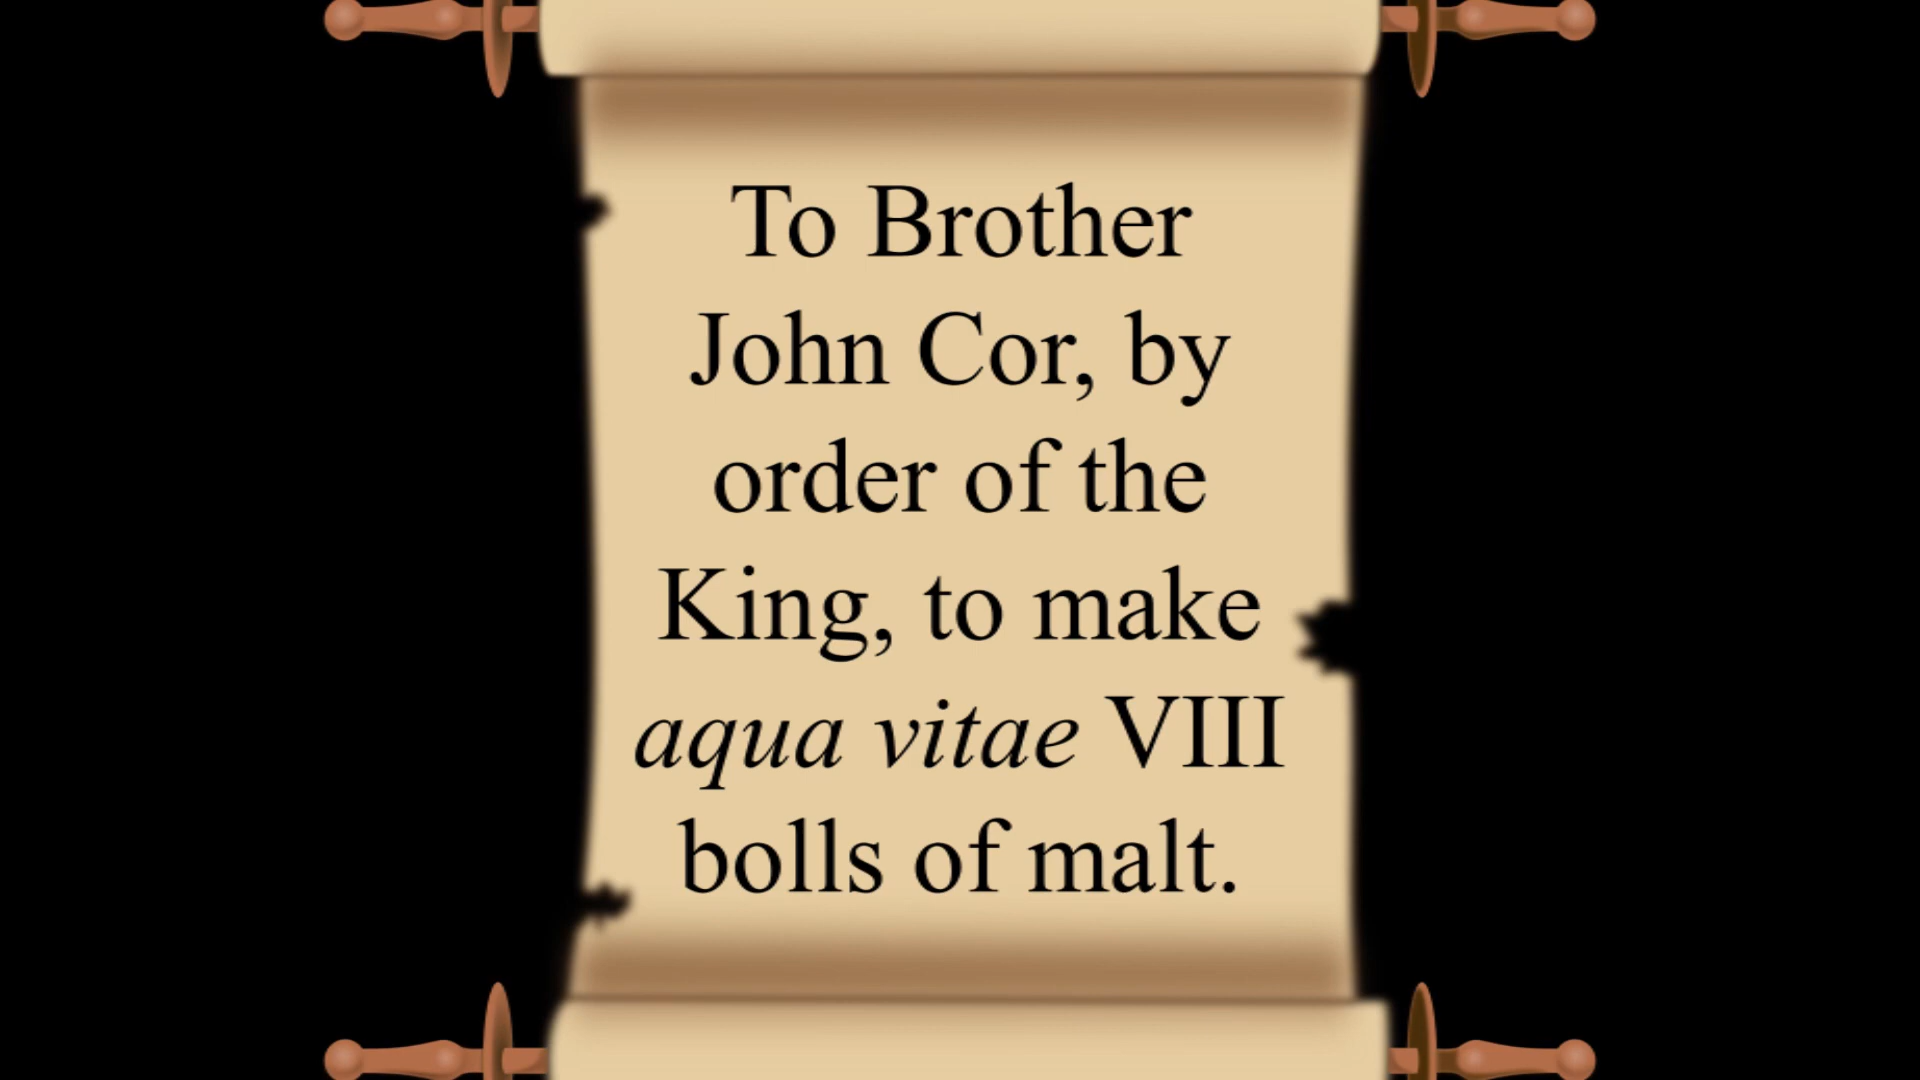 To Brother
John Cor, by
order of the
King, to make
aqua vitae VIII
bolls of malt.